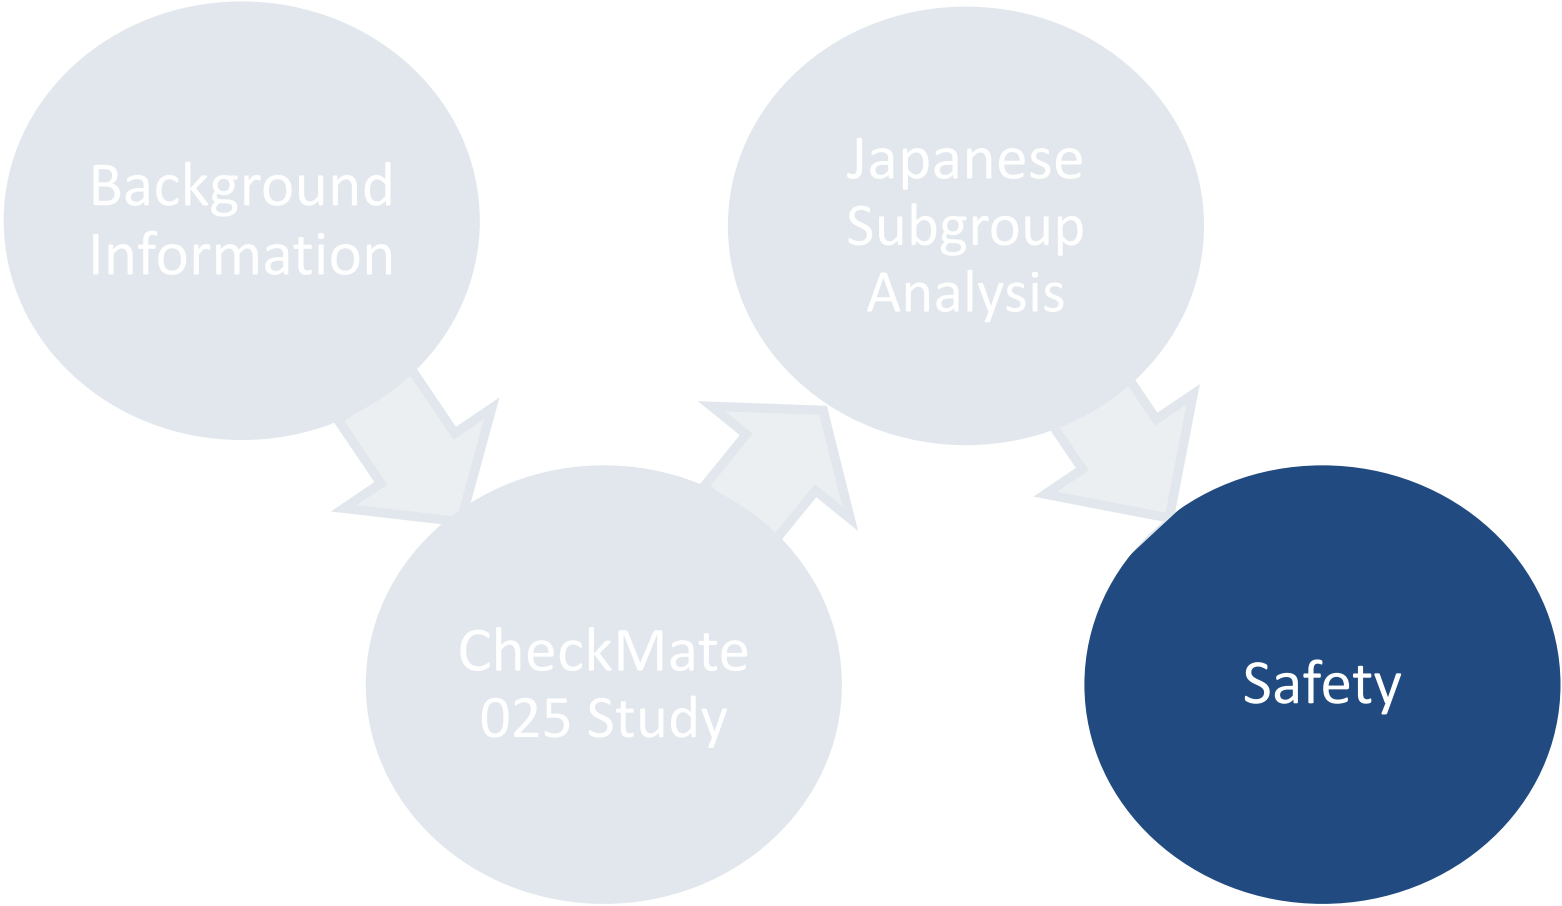 Background
Information
CheckMate
025 Study
Japanese
Subgroup
Analysis
Safety